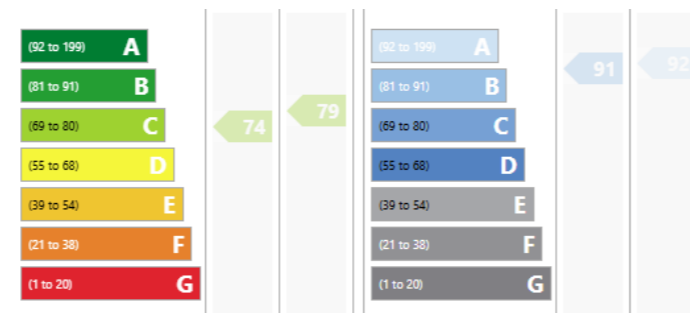 (92 to 199) A
(81 to 91) B
(69 to 80) C
(55 to 68) D
(39 to 54) E
(21 to 38) F
(1 to 20) G
74
79
(92 to 199) A
(81 to 91) B
(69 to 80) C
(55 to 68) D
(39 to 54) E
(21 to 38) F
(1 to 20) G
91
92